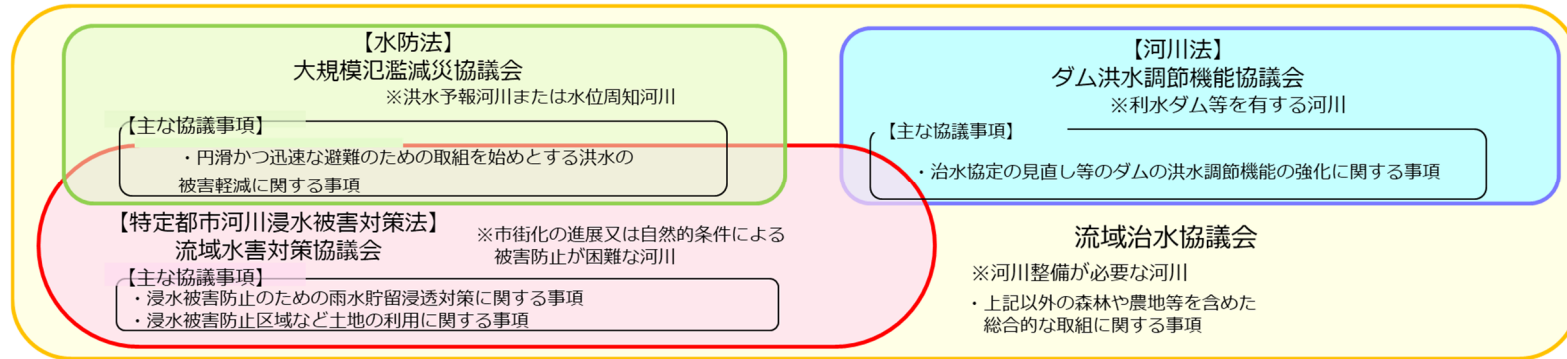 【水防法】
大規模氾濫減災協議会
※洪水予報河川または水位周知河川
【主な協議事項】
・円滑かつ迅速な避難のための取組を始めとする洪水の
被害軽減に関する事項
【河川法】
ダム洪水調節機能協議会
※利水ダム等を有する河川
【主な協議事項】
・治水協定の見直し等のダムの洪水調節機能の強化に関する事項
【特定都市河川浸水被害対策法】
流域水害対策協議会
※市街化の進展又は自然的条件による
被害防止が困難な河川
【主な協議事項】
・浸水被害防止のための雨水貯留浸透対策に関する事項
・浸水被害防止区域など土地の利用に関する事項
流域治水協議会
※河川整備が必要な河川
・上記以外の森林や農地等を含めた
総合的な取組に関する事項